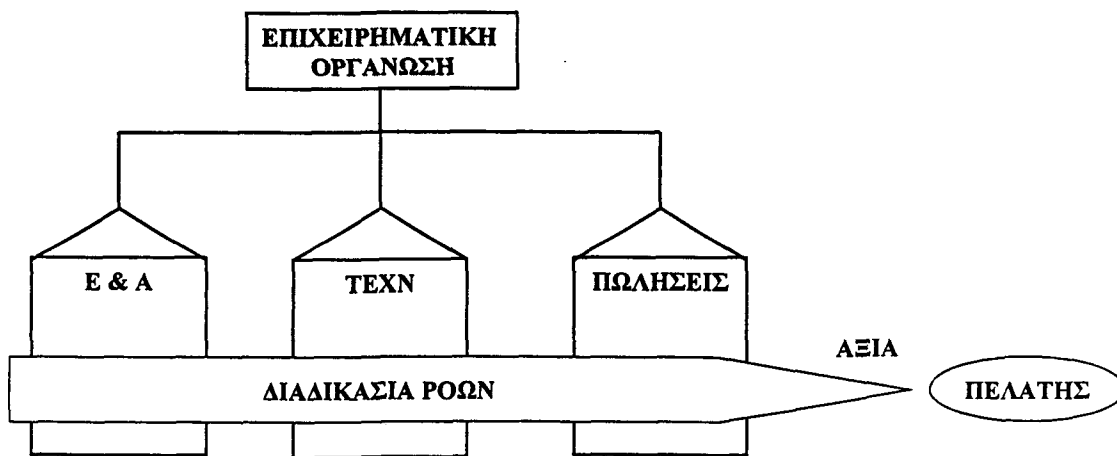 ΕΠΙΧΕΙΡΗΜΑΤΙΚΗ
ΟΡΓΑΝΩΣΗ
Ε & Α
ΤΕΧΝ
ΠΩΛΗΣΕΙΣ
ΑΞΙΑ
ΔΙΑΔΙΚΑΣΙΑ ΡΟΩΝ
ΠΕΛΑΤΗΣ